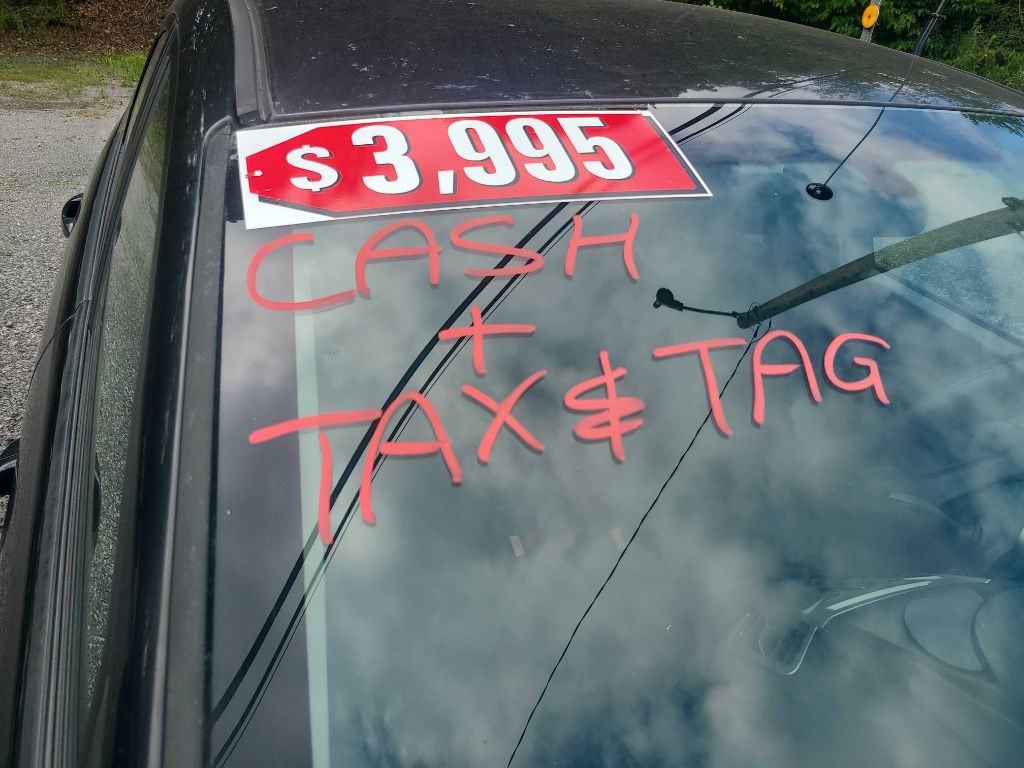 $3,995
CASH
+
TAX & TAG